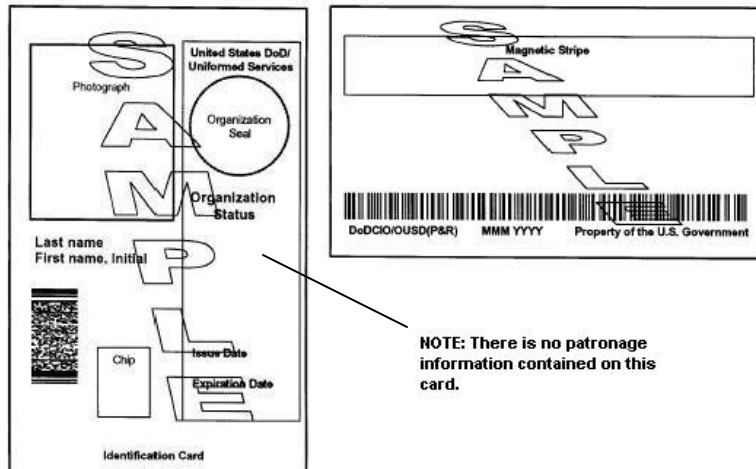 SAMPLE
United States DoD/
Uniformed Services
Photograph
Organization
Seal
Organization
Status
Last name
First name, Initial
Chip
Issue Date
Expiration Date
Identification Card
SAMPLE
Magnetic Stripe
DoDCIO/OUSD(P&R) MMM YYYY Property of the U.S. Government
NOTE: There is no patronage
information contained on this
card.